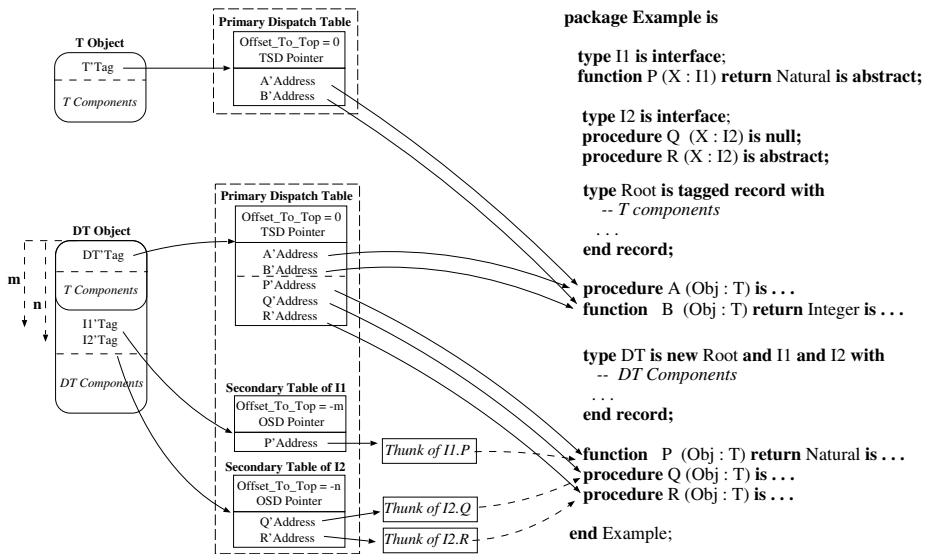 T Object
T'Tag
T Components
Primary Dispatch Table
Offset_To_Top = 0
TSD Pointer
A'Address
B'Address
DT Object
m
n
DT'Tag
T Components
I1'Tag
I2'Tag
DT Components
Primary Dispatch Table
Offset_To_Top = 0
TSD Pointer
A'Address
B'Address
P'Address
Q'Address
R'Address
Secondary Table of I1
Offset_To_Top = -m
OSD Pointer
P'Address
Thunk of I1.P
Secondary Table of I2
Offset_To_Top = -n
OSD Pointer
Q'Address
R'Address
Thunk of I2.Q
Thunk of I2.R
package Example is
type I1 is interface;
function P (X : I1) return Natural is abstract;
type I2 is interface;
procedure Q (X : I2) is null;
procedure R (X : I2) is abstract;
type Root is tagged record with
-- T components
. . .
end record;
procedure A (Obj : T) is . . .
function B (Obj : T) return Integer is . . .
type DT is new Root and I1 and I2 with
-- DT Components
. . .
end record;
function P (Obj : T) return Natural is . . .
procedure Q (Obj : T) is . . .
procedure R (Obj : T) is . . .
end Example;